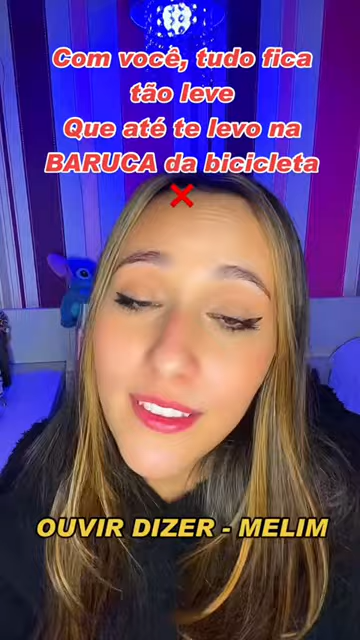 Com você, tudo fica
tão leve
Que até te levo na
BARUCA da bicicleta
OUVIR DIZER - MELIM